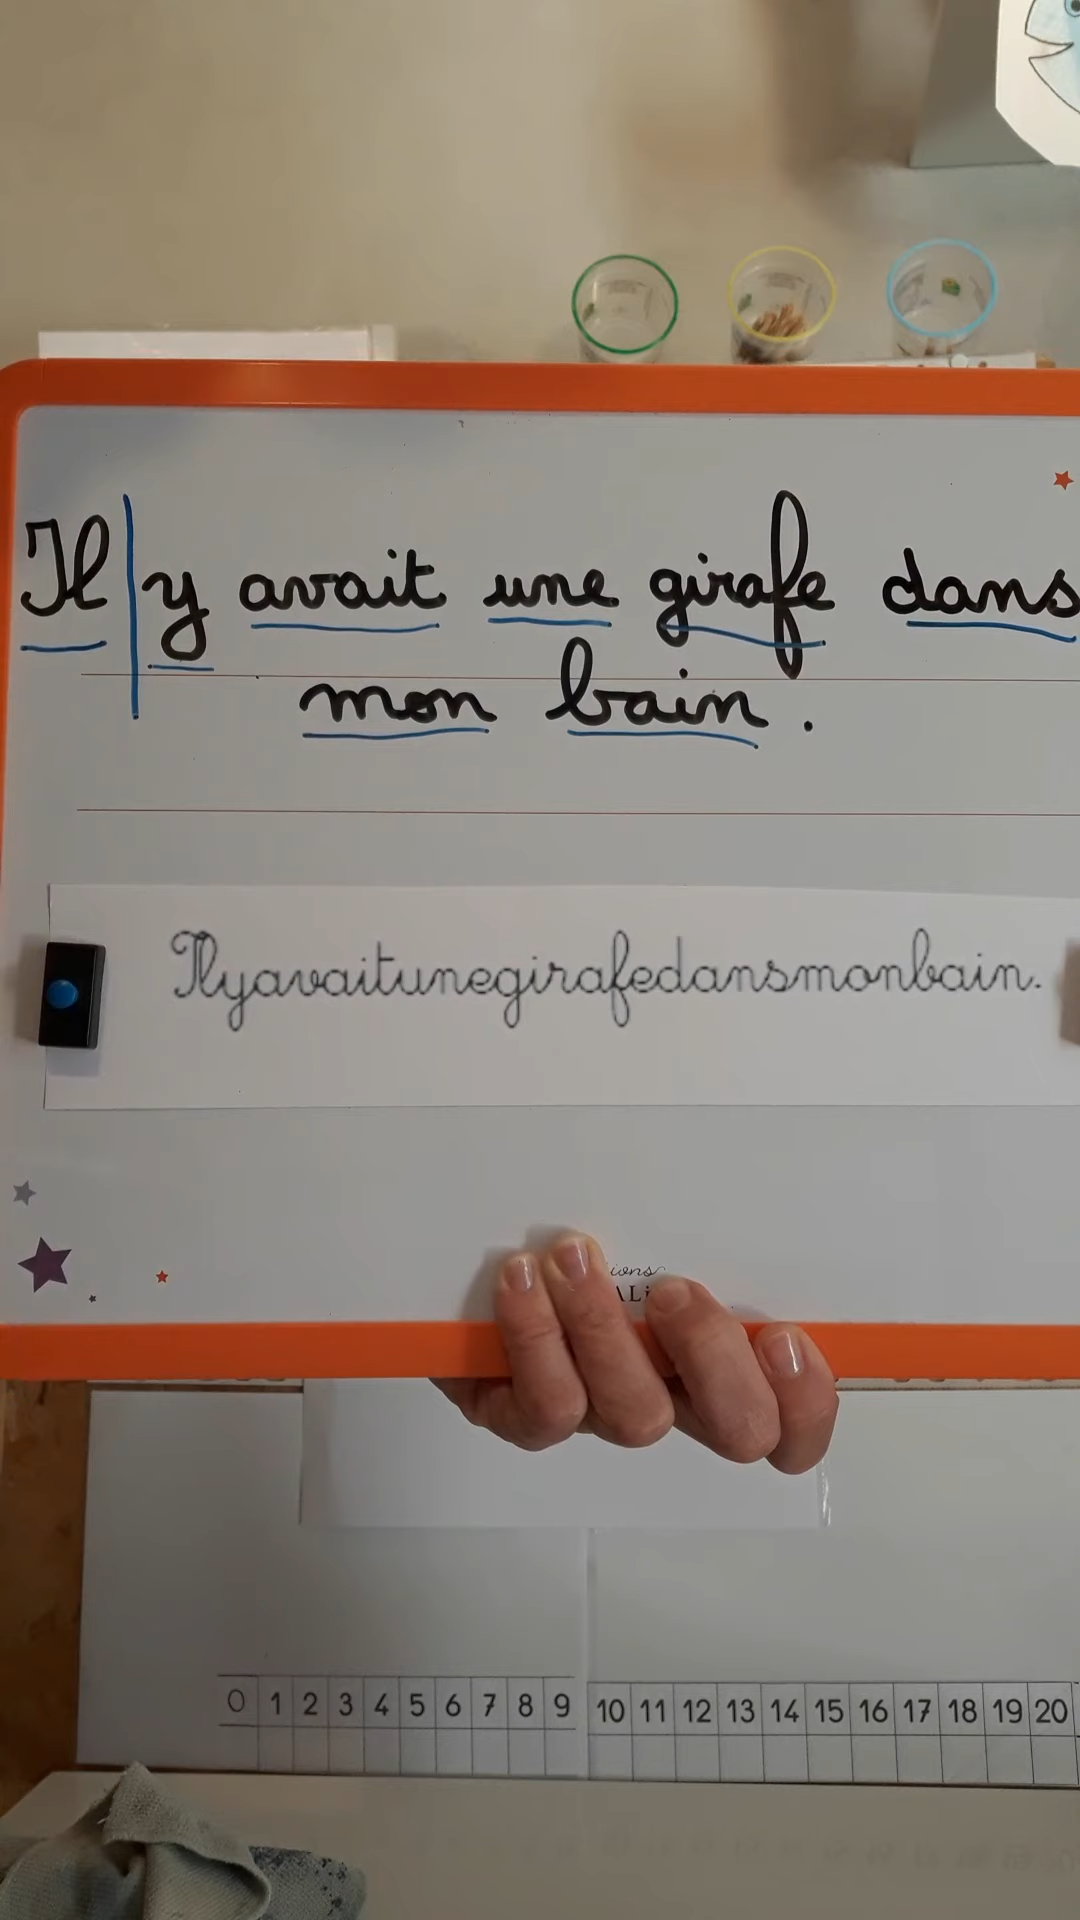 Il y avait une girafe dans
mon bain.
Ilyavaitunegirafedansmonbain.
0 1 2 3 4 5 6 7 8 9 10 11 12 13 14 15 16 17 18 19 20